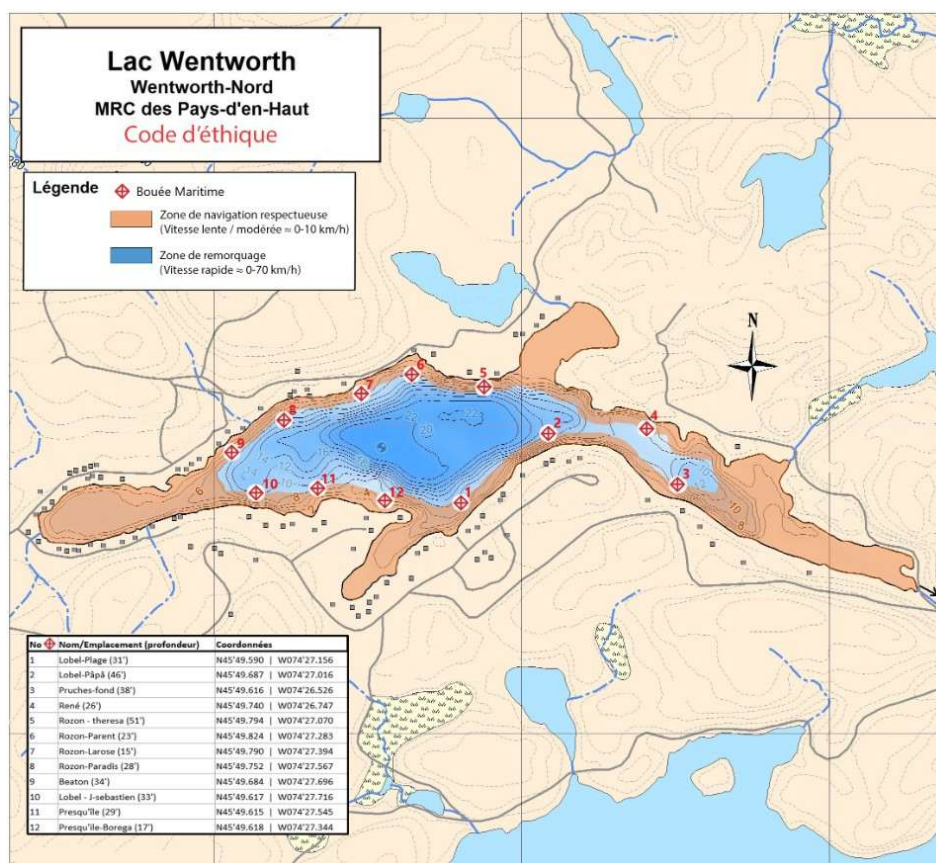 Lac Wentworth
Wentworth-Nord
MRC des Pays-d'en-Haut
Code d'éthique
Légende
Bouée Maritime
Zone de navigation respectueuse
(Vitesse lente / modérée ≈ 0-10 km/h)
Zone de remorquage
(Vitesse rapide ≈ 0-70 km/h)
280
N
6
5
7
4
8
2
9
20
3
10
11
12
1
No Nom/Emplacement (profondeur) Coordonnées
1 Lobel-Plage (31') N45'49.590 | W074'27.156
2 Lobel-Pâpâ (46') N45'49.687 | W074'27.016
3 Pruches-fond (38') N45'49.616 | W074'26.526
4 René (26') N45'49.740 | W074'26.747
5 Rozon - theresa (51') N45'49.794 | W074'27.070
6 Rozon-Parent (23') N45'49.824 | W074'27.283
7 Rozon-Larose (15') N45'49.790 | W074'27.394
8 Rozon-Paradis (28') N45'49.752 | W074'27.567
9 Beaton (34') N45'49.684 | W074'27.696
10 Lobel - J-sebastien (33') N45'49.617 | W074'27.716
11 Presqu'île (29') N45'49.615 | W074'27.545
12 Presqu'île-Borega (17') N45'49.618 | W074'27.344